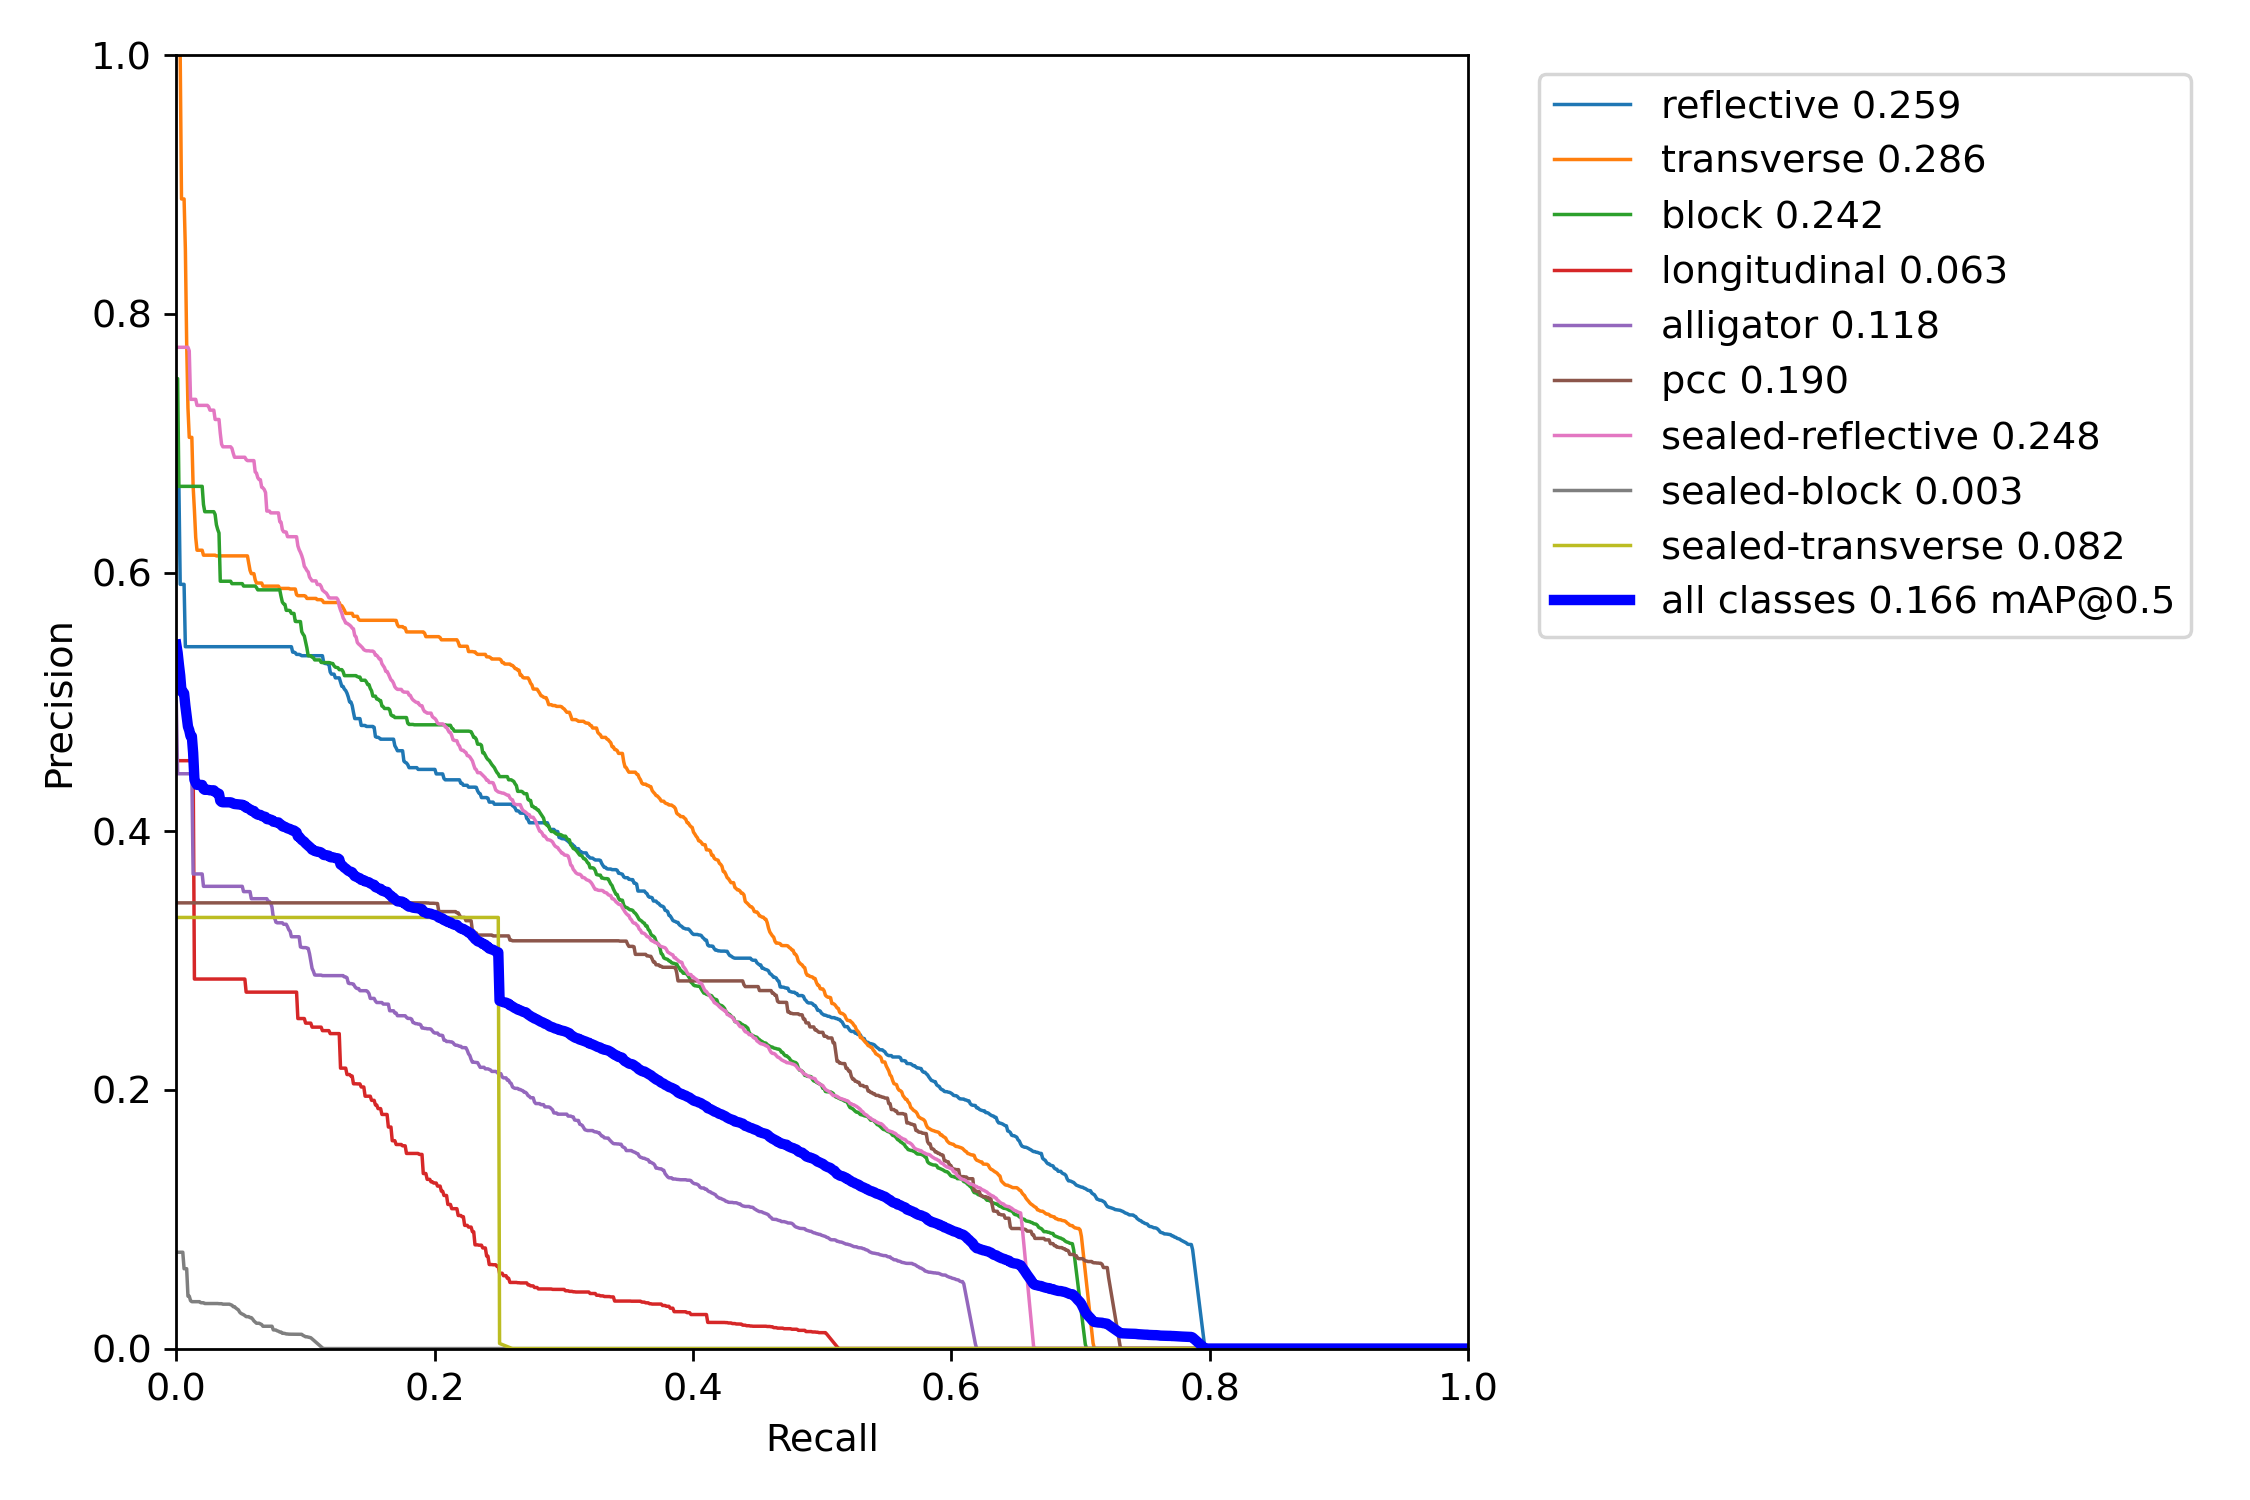 1.0
0.8
0.6
0.4
0.2
0.0
Precision
0.0 0.2 0.4 0.6 0.8 1.0
Recall
reflective 0.259
transverse 0.286
block 0.242
longitudinal 0.063
alligator 0.118
pcc 0.190
sealed-reflective 0.248
sealed-block 0.003
sealed-transverse 0.082
all classes 0.166 mAP@0.5